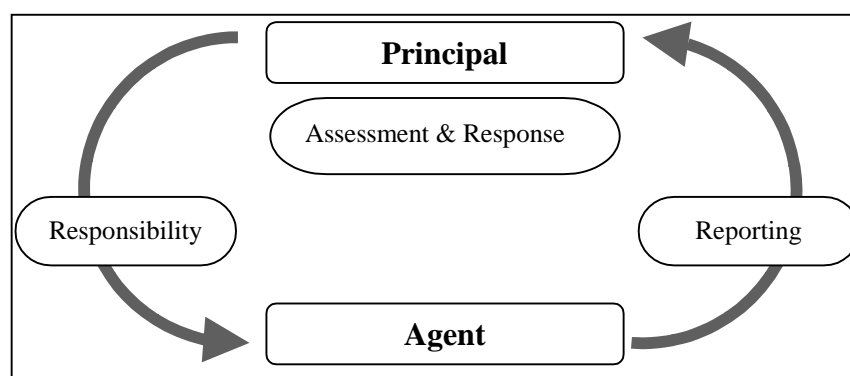 Principal
Assessment & Response
Responsibility
Reporting
Agent